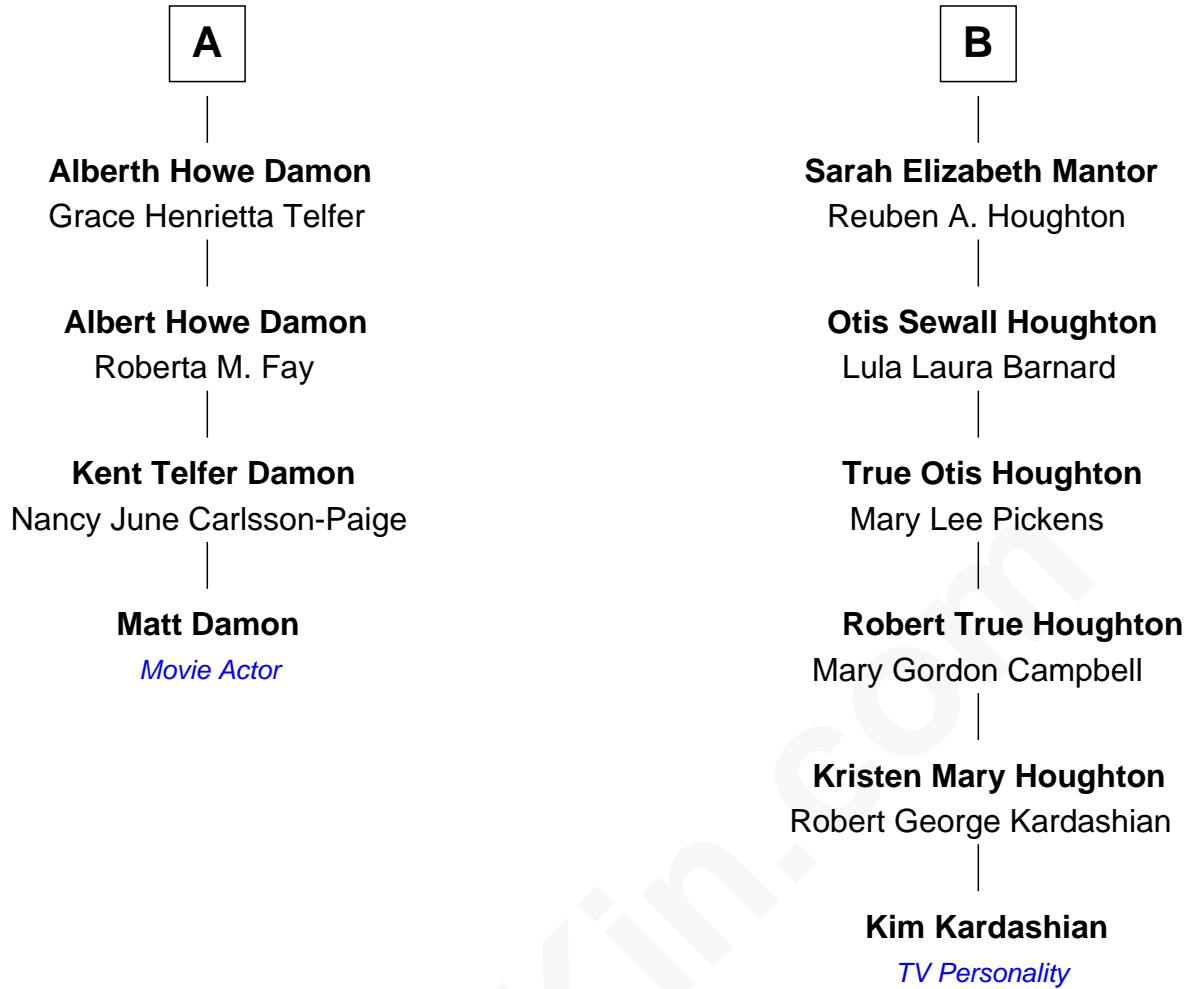 A
Alberth Howe Damon
Grace Henrietta Telfer
Albert Howe Damon
Roberta M. Fay
Kent Telfer Damon
Nancy June Carlsson-Paige
Matt Damon
Movie Actor
B
Sarah Elizabeth Mantor
Reuben A. Houghton
Otis Sewall Houghton
Lula Laura Barnard
True Otis Houghton
Mary Lee Pickens
Robert True Houghton
Mary Gordon Campbell
Kristen Mary Houghton
Robert George Kardashian
Kim Kardashian
TV Personality
Kin.com